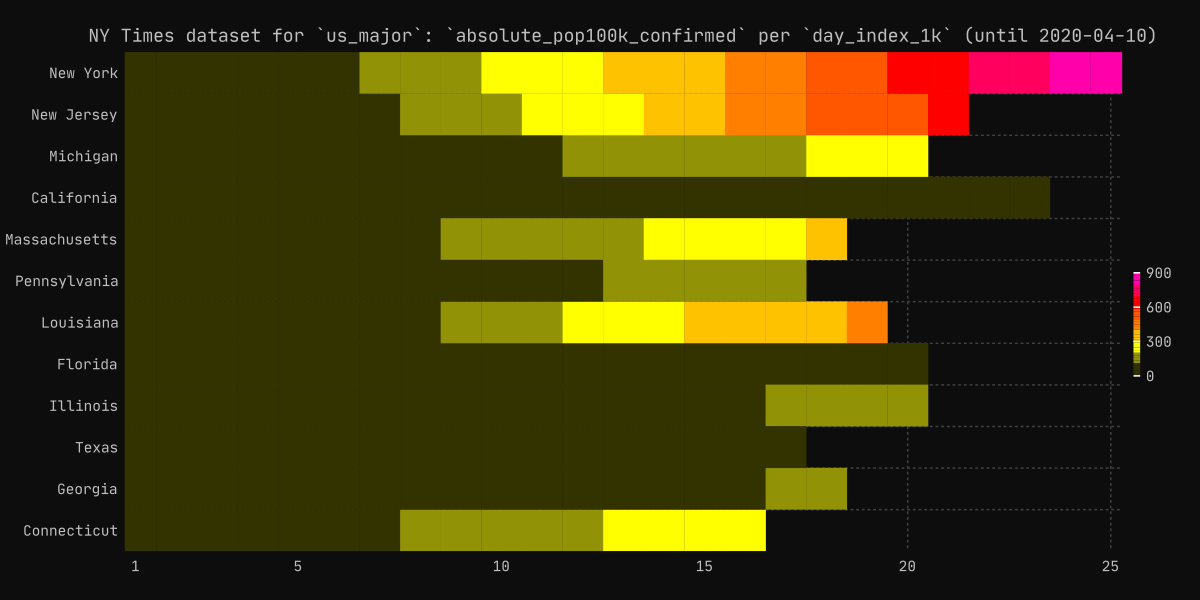 NY Times dataset for `us_major`: `absolute_pop100k_confirmed` per `day_index_1k` (until 2020-04-10)
New York
New Jersey
Michigan
California
Massachusetts
Pennsylvania
Louisiana
Florida
Illinois
Texas
Georgia
Connecticut
1 5 10 15 20 25
900
600
300
0